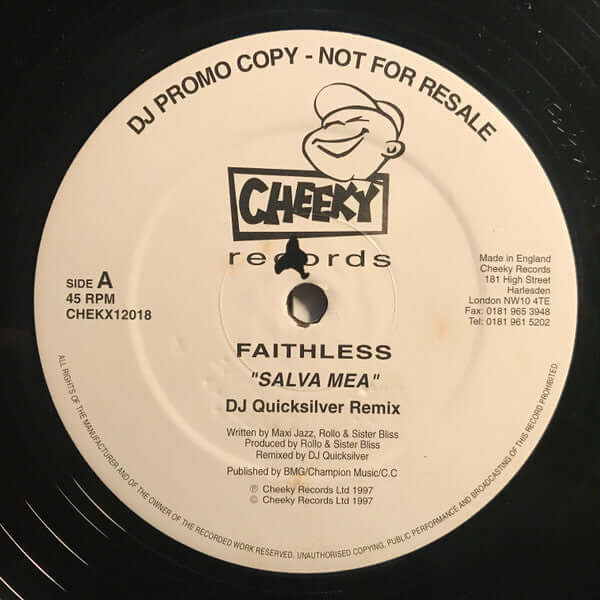 DJ PROMO COPY - NOT FOR RESALE
CHEEKY
records
SIDE A
45 RPM
CHEKX12018
Made in England
Cheeky Records
181 High Street
Harlesden
London NW10 4TE
Fax: 0181 965 3948
Tel: 0181 961 5202
FAITHLESS
"SALVA MEA"
DJ Quicksilver Remix
Written by Maxi Jazz, Rollo & Sister Bliss
Produced by Rollo & Sister Bliss
Remixed by DJ Quicksilver
Published by BMG/Champion Music/C.C
℗ Cheeky Records Ltd 1997
© Cheeky Records Ltd 1997
ALL RIGHTS OF THE MANUFACTURER AND OF THE OWNER OF THE RECORDED WORK RESERVED. UNAUTHORISED COPYING, PUBLIC PERFORMANCE AND BROADCASTING OF THIS RECORD PROHIBITED.